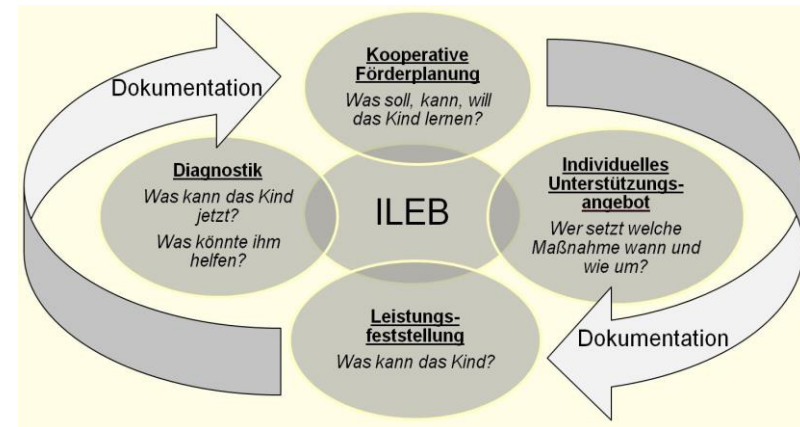 Kooperative
Förderplanung
Was soll, kann, will
das Kind lernen?
Dokumentation
Diagnostik
Was kann das Kind
jetzt?
Was könnte ihm
helfen?
ILEB
Individuelles
Unterstützungs-
angebot
Wer setzt welche
Maßnahme wann und
wie um?
Leistungs-
feststellung
Was kann das Kind?
Dokumentation